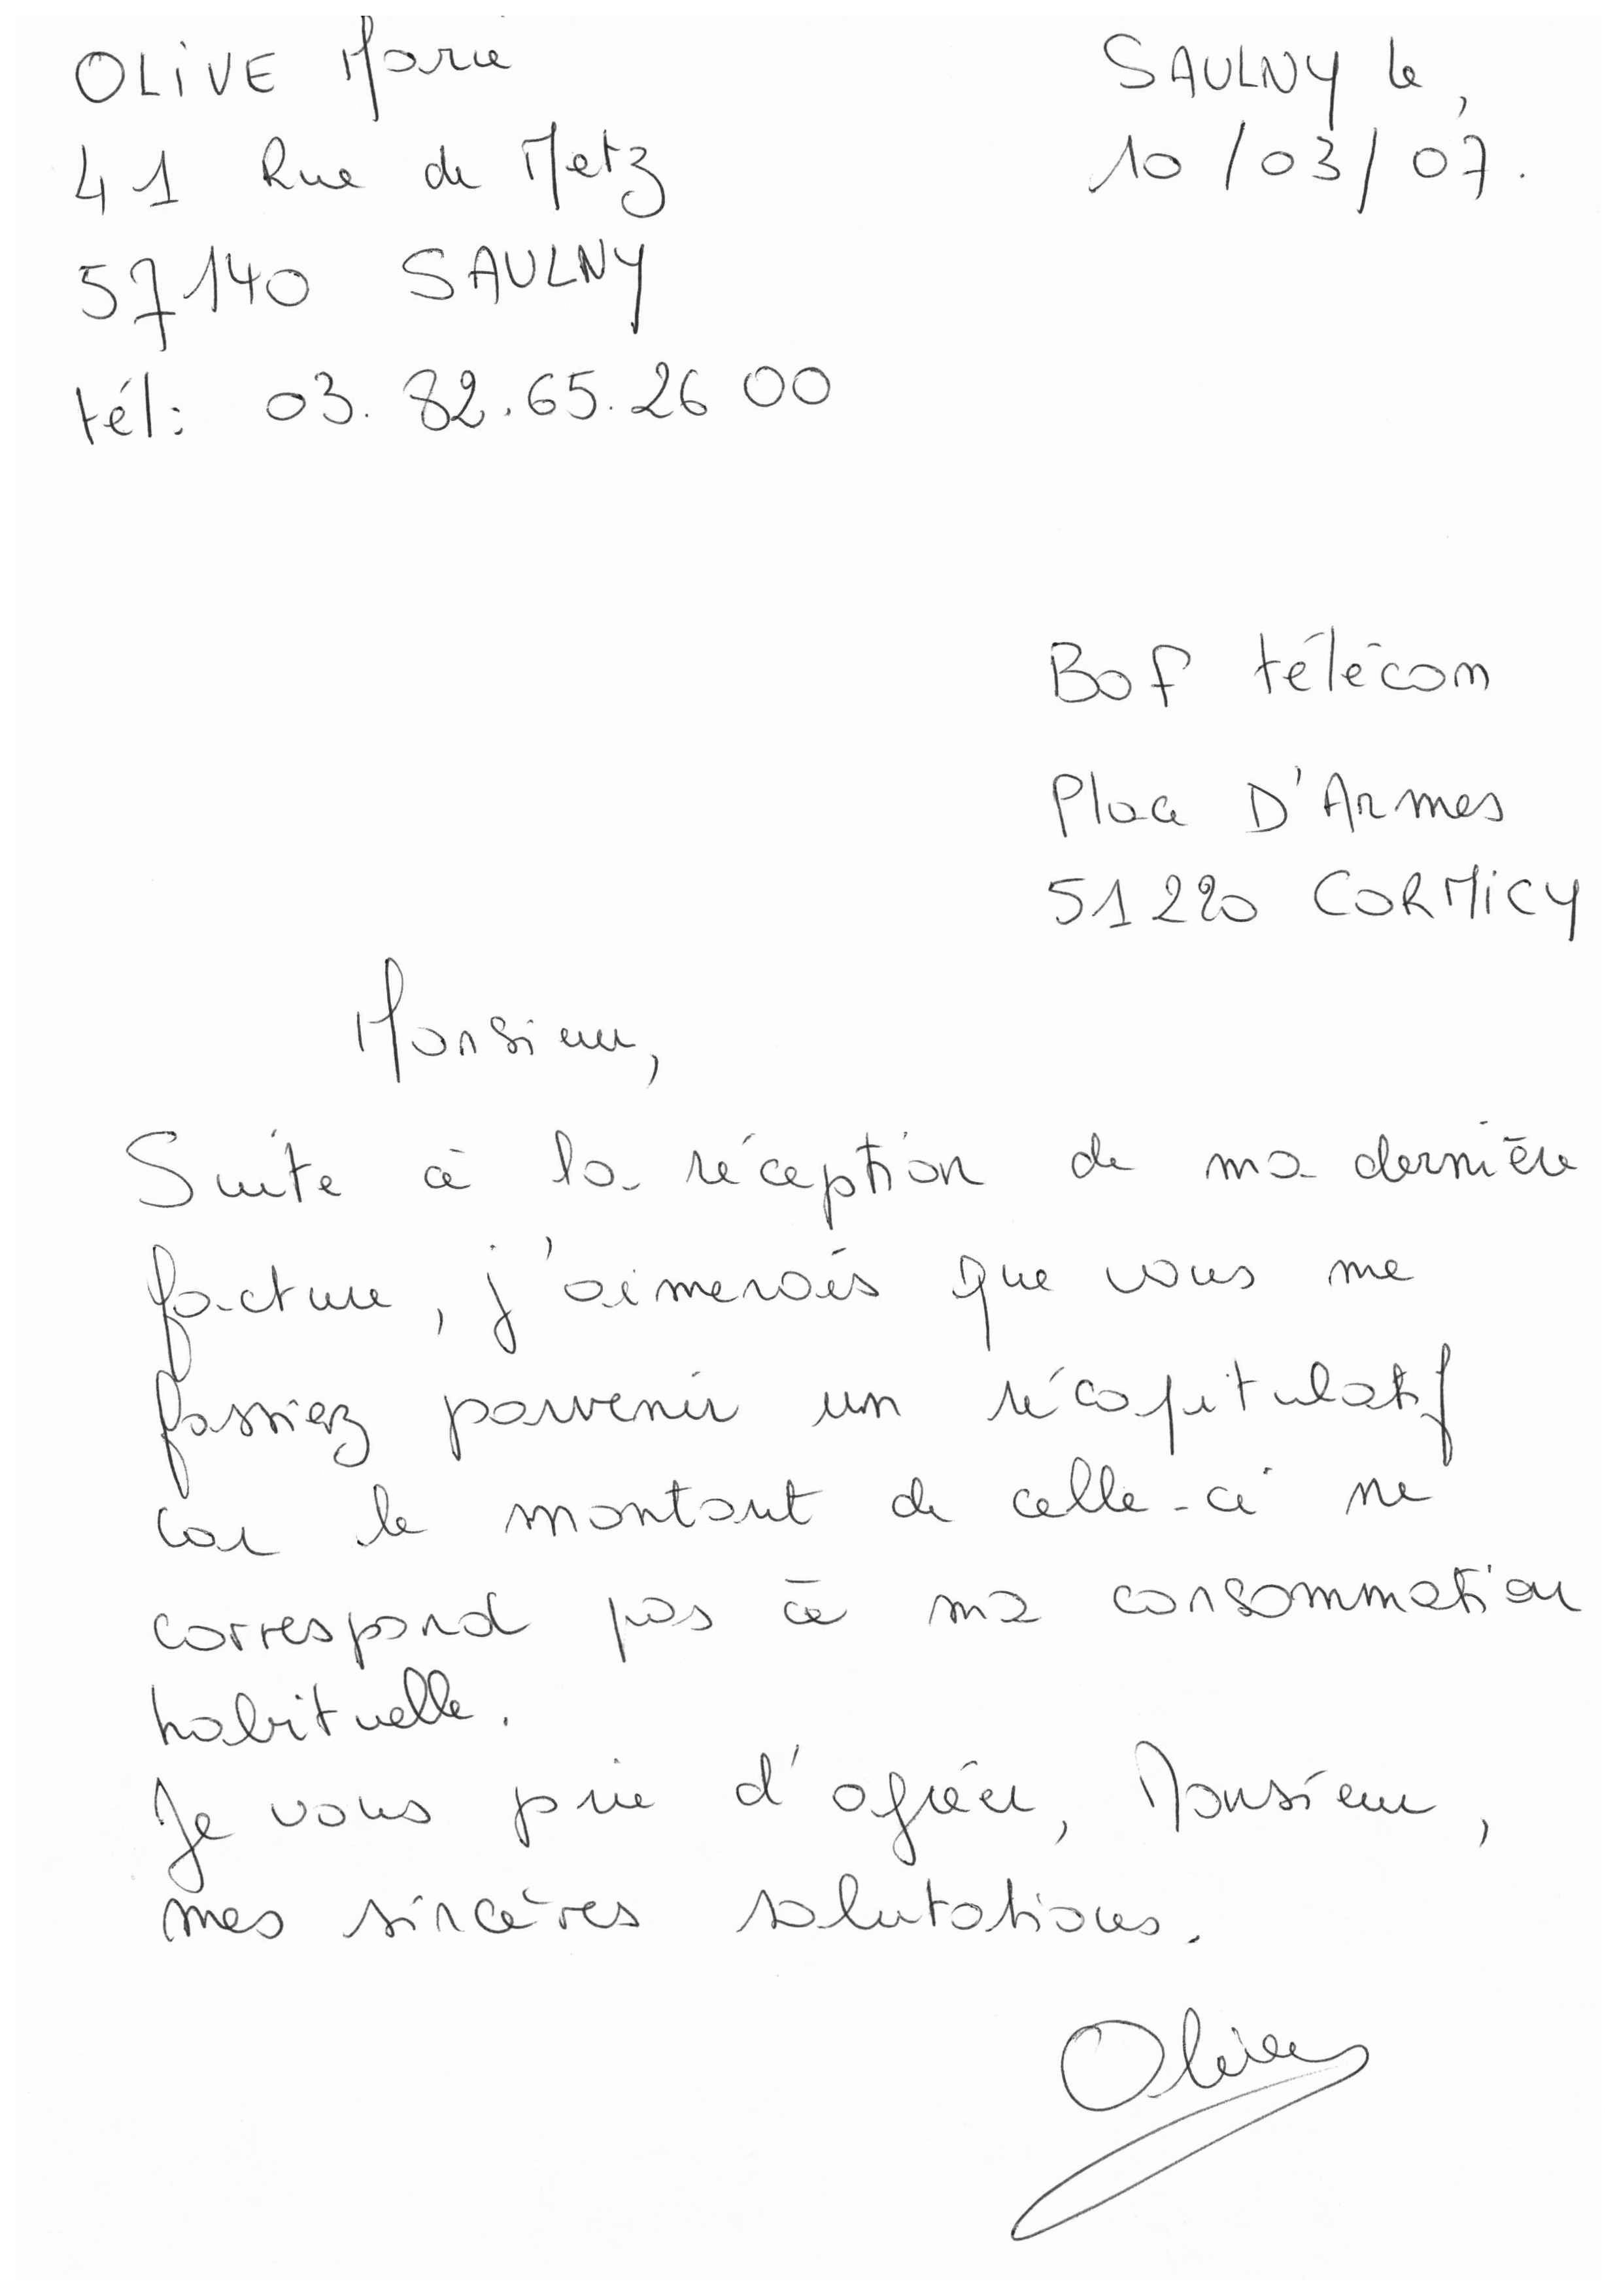 OLIVE Marie
41 Rue de Metz
57140 SAULNY
tél: 03. 82.65.26 00
SAULNY le,
10/03/07.
Bof télécom
Place D'Armes
51220 CORMICY
Monsieur,
Suite à la réception de ma dernière
facture, j'aimerais que vous me
fassiez parvenir un récapitulatif
car le montant de celle-ci ne
correspond pas à ma consommation
habituelle.
Je vous prie d'agréer, Monsieur,
mes sincères salutations.